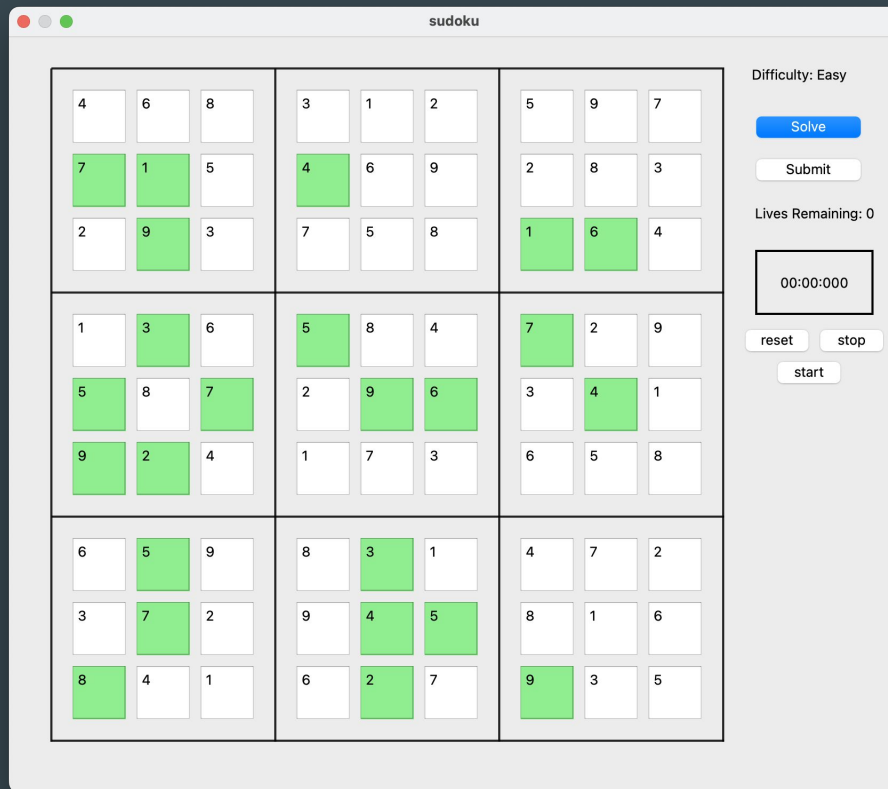 sudoku
Difficulty: Easy
Solve
Submit
Lives Remaining: 0
00:00:000
reset stop
start
4 6 8 3 1 2 5 9 7
7 1 5 4 6 9 2 8 3
2 9 3 7 5 8 1 6 4
1 3 6 5 8 4 7 2 9
5 8 7 2 9 6 3 4 1
9 2 4 1 7 3 6 5 8
6 5 9 8 3 1 4 7 2
3 7 2 9 4 5 8 1 6
8 4 1 6 2 7 9 3 5